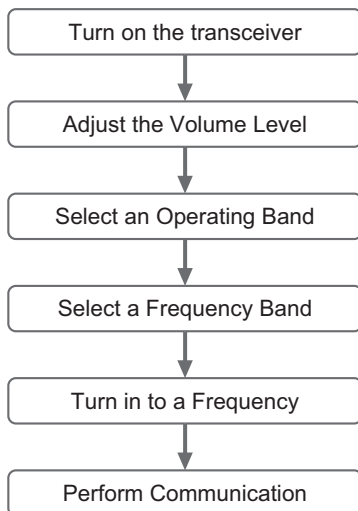 Turn on the transceiver
Adjust the Volume Level
Select an Operating Band
Select a Frequency Band
Turn in to a Frequency
Perform Communication